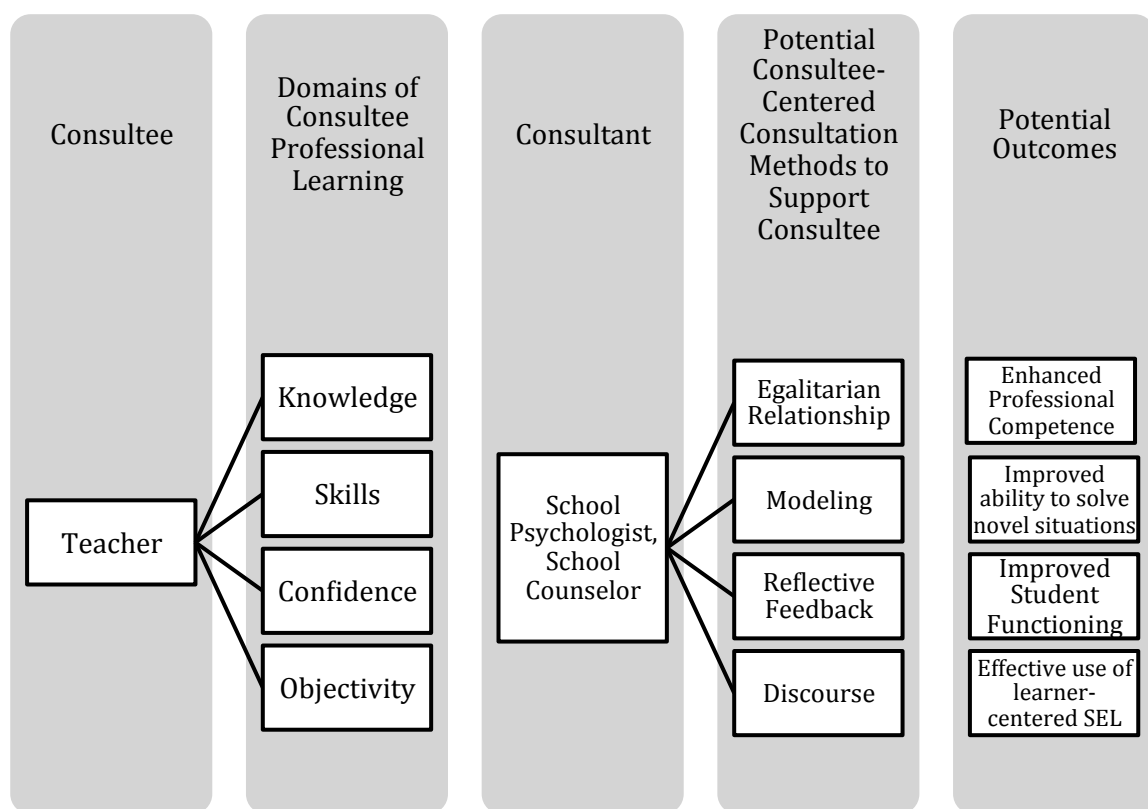 Consultee
Domains of
Consultee
Professional
Learning
Consultant
Potential
Consultee-
Centered
Consultation
Methods to
Support
Consultee
Potential
Outcomes
Teacher
Knowledge
Skills
Confidence
Objectivity
School
Psychologist,
School
Counselor
Egalitarian
Relationship
Modeling
Reflective
Feedback
Discourse
Enhanced
Professional
Competence
Improved
ability to solve
novel situations
Improved
Student
Functioning
Effective use of
learner-
centered SEL